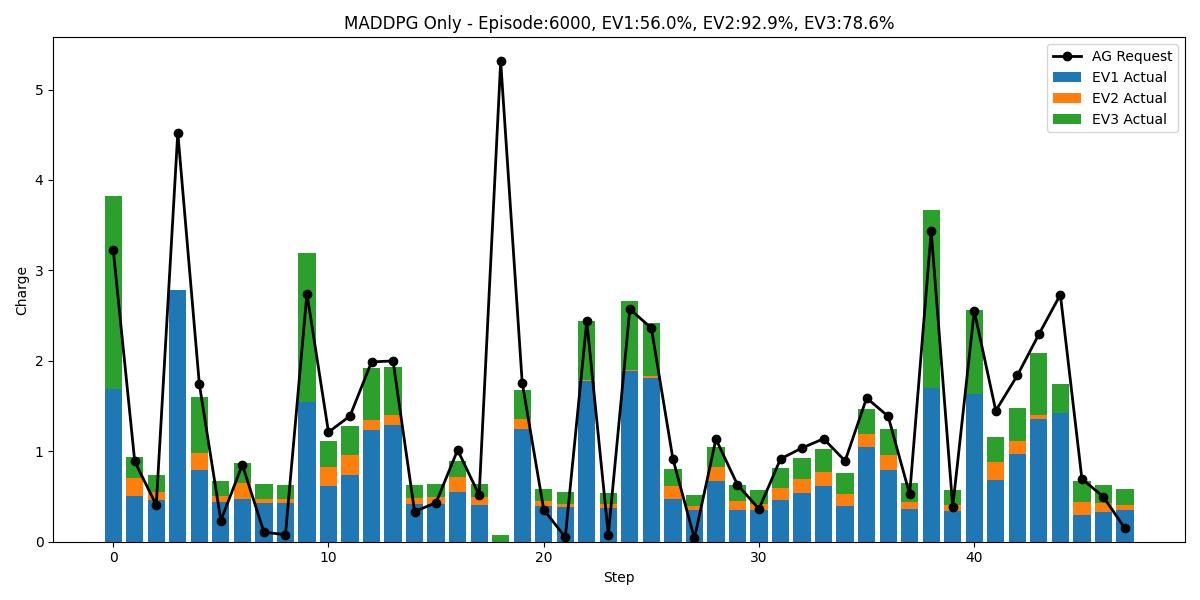 MADDPG Only - Episode:6000, EV1:56.0%, EV2:92.9%, EV3:78.6%
AG Request
EV1 Actual
EV2 Actual
EV3 Actual
Charge
5
4
3
2
1
0
0 10 20 30 40
Step